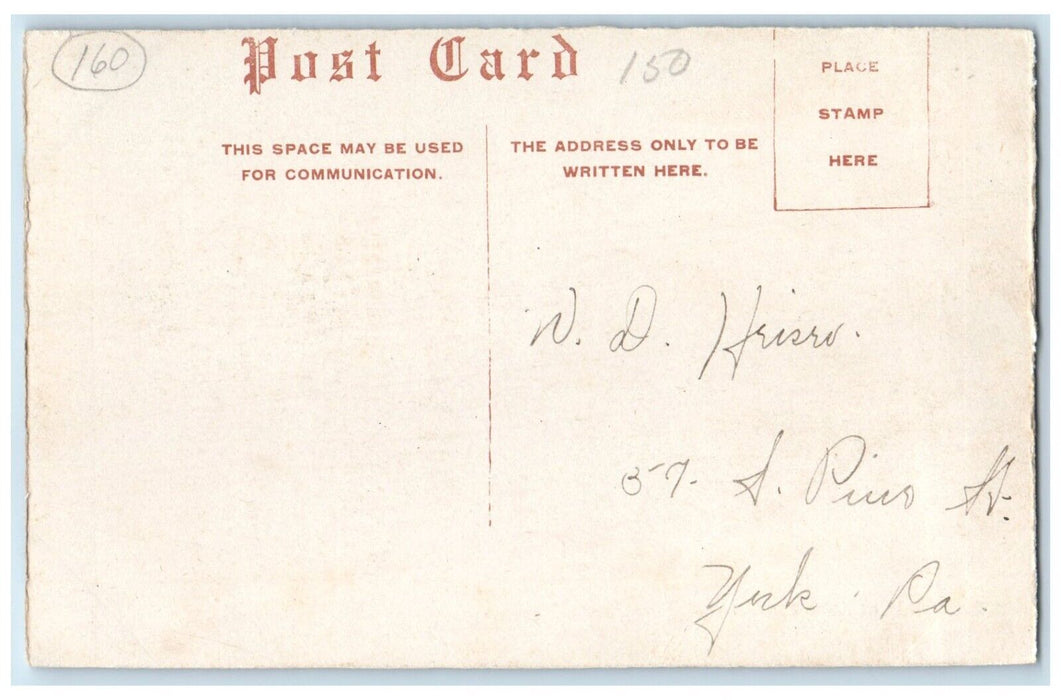 160
Post Card
150
PLACE
STAMP
HERE
THIS SPACE MAY BE USED
FOR COMMUNICATION.
THE ADDRESS ONLY TO BE
WRITTEN HERE.
W. D.
57. S. Pine St.
York. Pa.